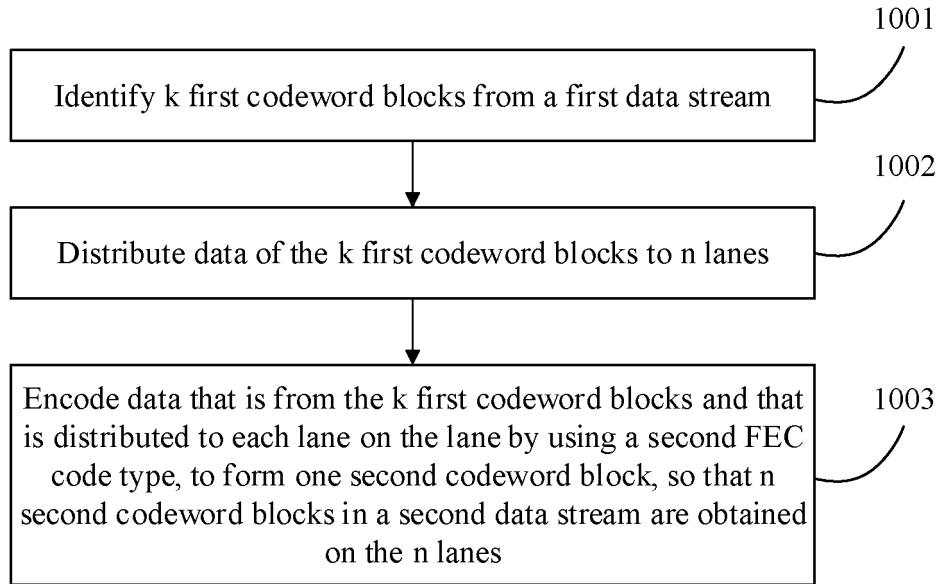 1001
Identify k first codeword blocks from a first data stream
1002
Distribute data of the k first codeword blocks to n lanes
1003
Encode data that is from the k first codeword blocks and that
is distributed to each lane on the lane by using a second FEC
code type, to form one second codeword block, so that n
second codeword blocks in a second data stream are obtained
on the n lanes